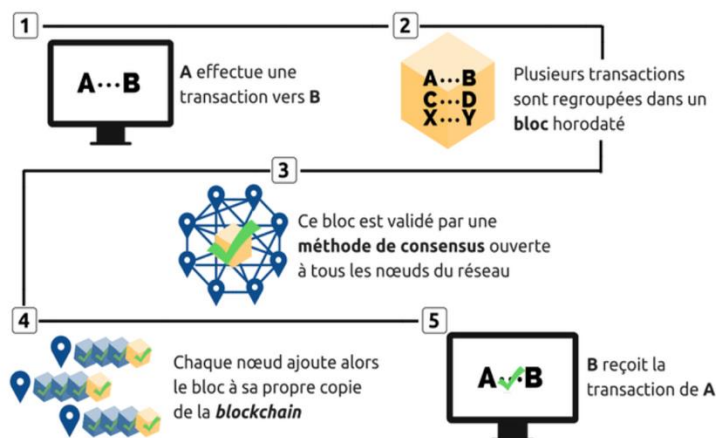 1
A···B
A effectue une
transaction vers B
2
A···B
C···D
X···Y
Plusieurs transactions
sont regroupées dans un
bloc horodaté
3
Ce bloc est validé par une
méthode de consensus ouverte
à tous les nœuds du réseau
4
Chaque nœud ajoute alors
le bloc à sa propre copie
de la blockchain
5
A···B
B reçoit la
transaction de A